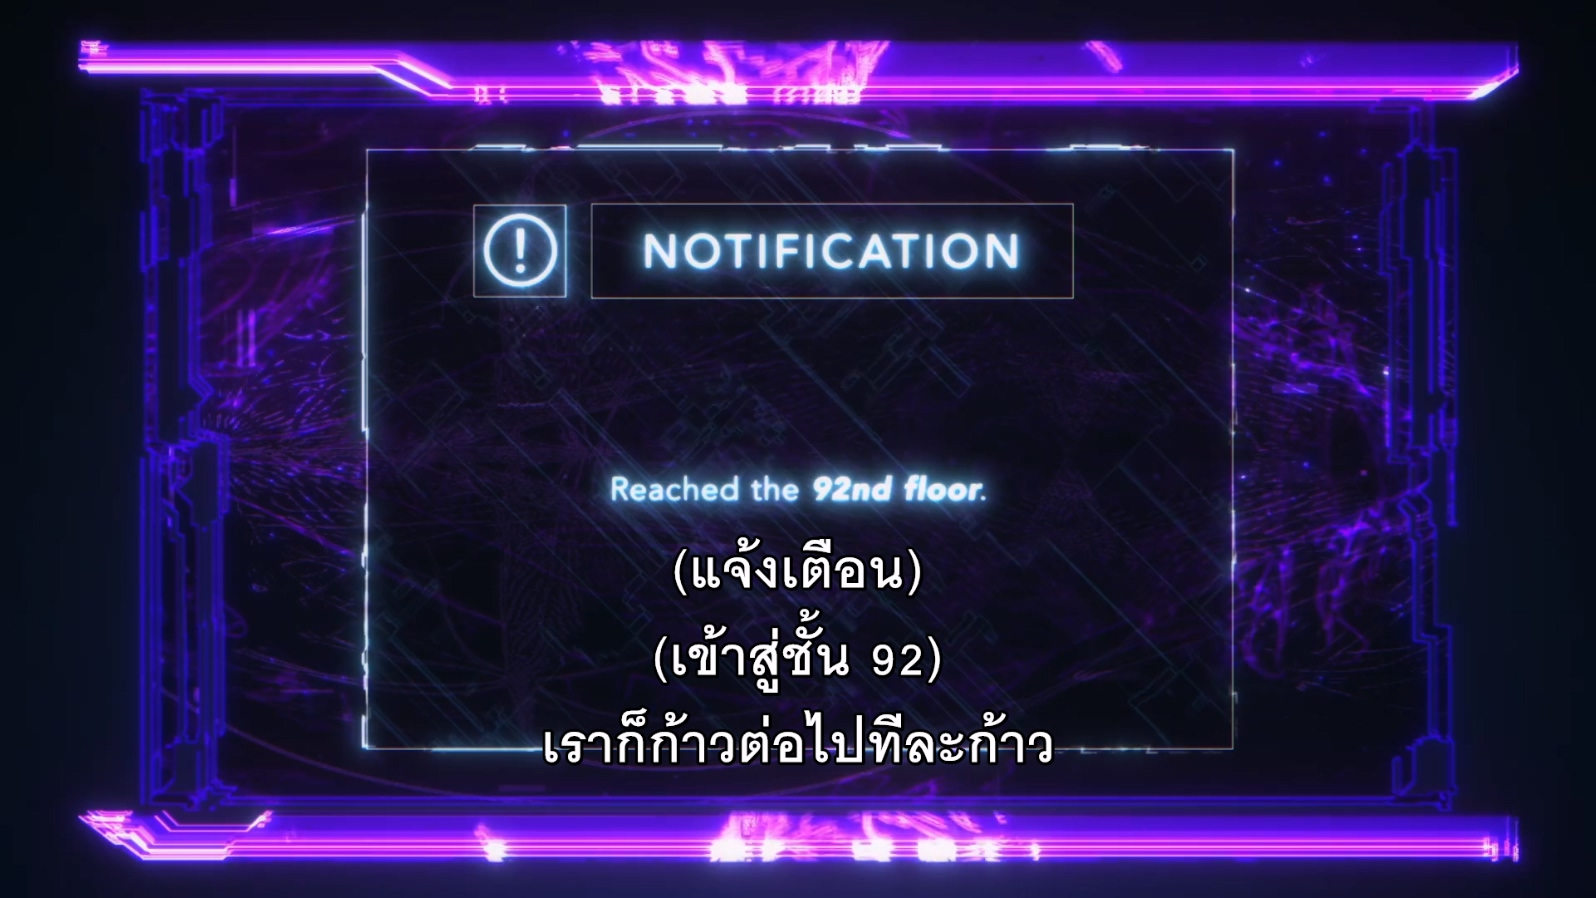 NOTIFICATION
Reached the 92nd floor.
(แจ้งเตือน)
(เข้าสู่ชั้น 92)
เราก็ก้าวต่อไปทีละก้าว